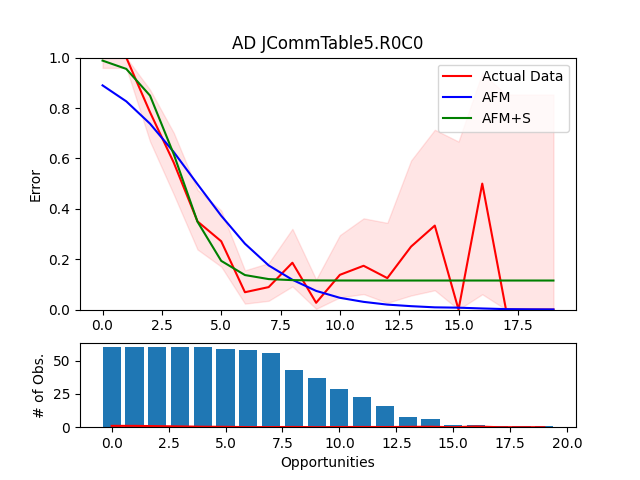 AD JCommTable5.R0C0
1.0
0.8
0.6
0.4
0.2
0.0
Error
Actual Data
AFM
AFM+S
0.0 2.5 5.0 7.5 10.0 12.5 15.0 17.5
50
25
0
# of Obs.
0.0 2.5 5.0 7.5 10.0 12.5 15.0 17.5 20.0
Opportunities